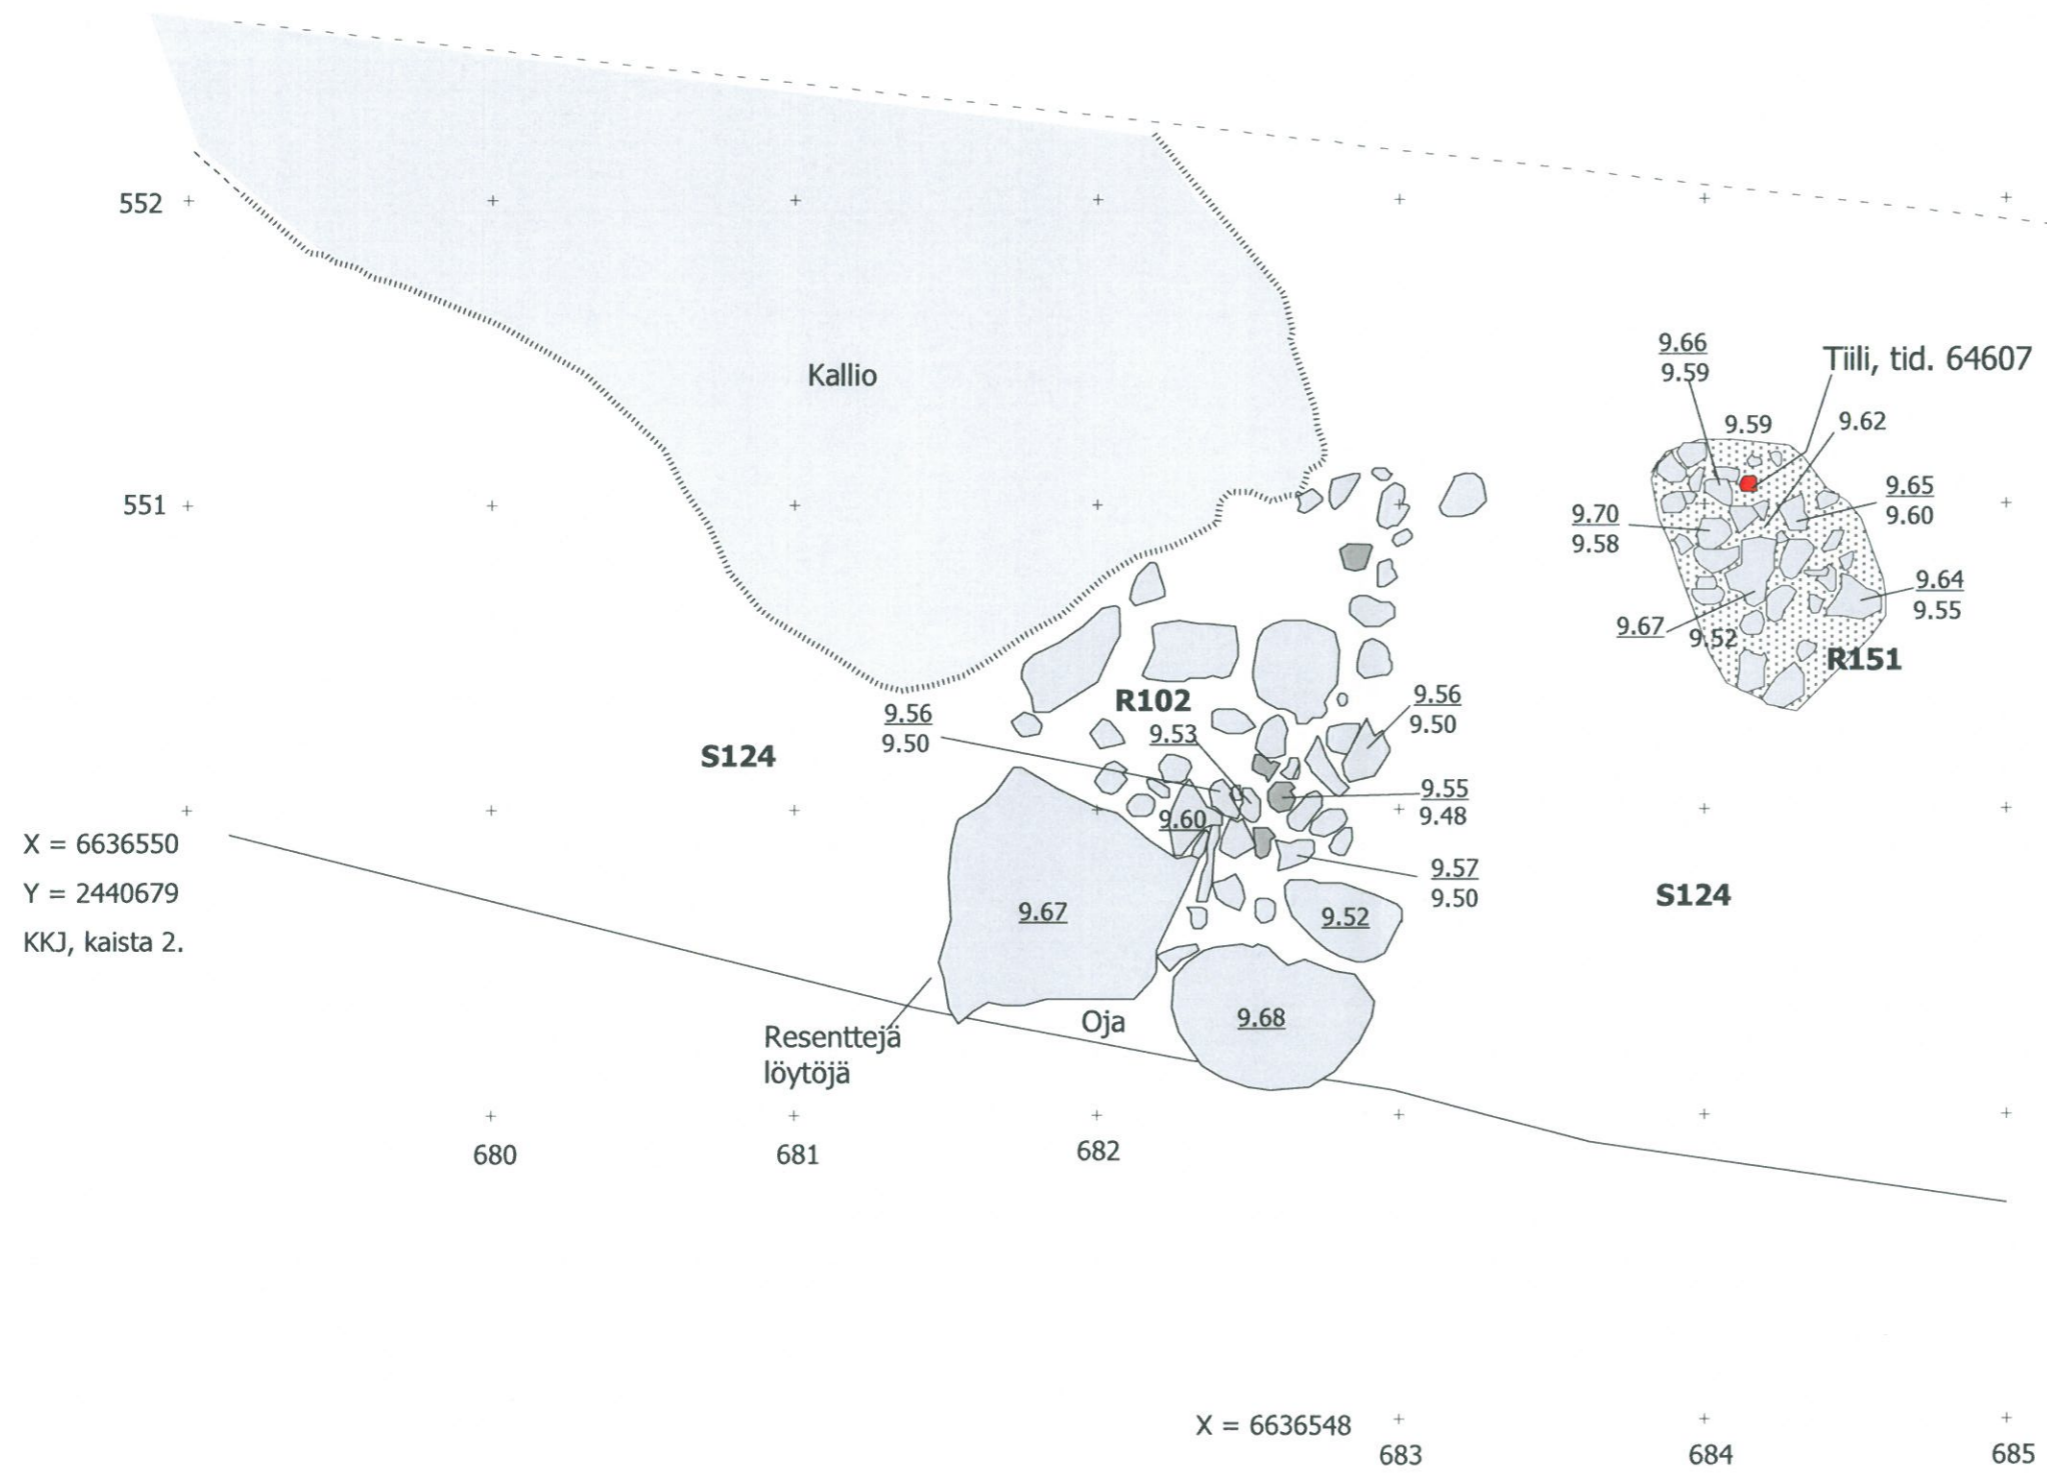 552
Kallio
9.66
9.59
Tiili, tid. 64607
9.59
9.62
551
9.65
9.60
9.70
9.58
9.64
9.55
9.67
9.52
R151
R102
9.56
9.50
9.56
9.50
9.53
S124
9.55
9.48
9.60
X = 6636550
Y = 2440679
KKJ, kaista 2.
9.57
9.50
S124
9.67
9.52
9.68
Oja
Resenttejä
löytöjä
680
681
682
X = 6636548
683
684
685